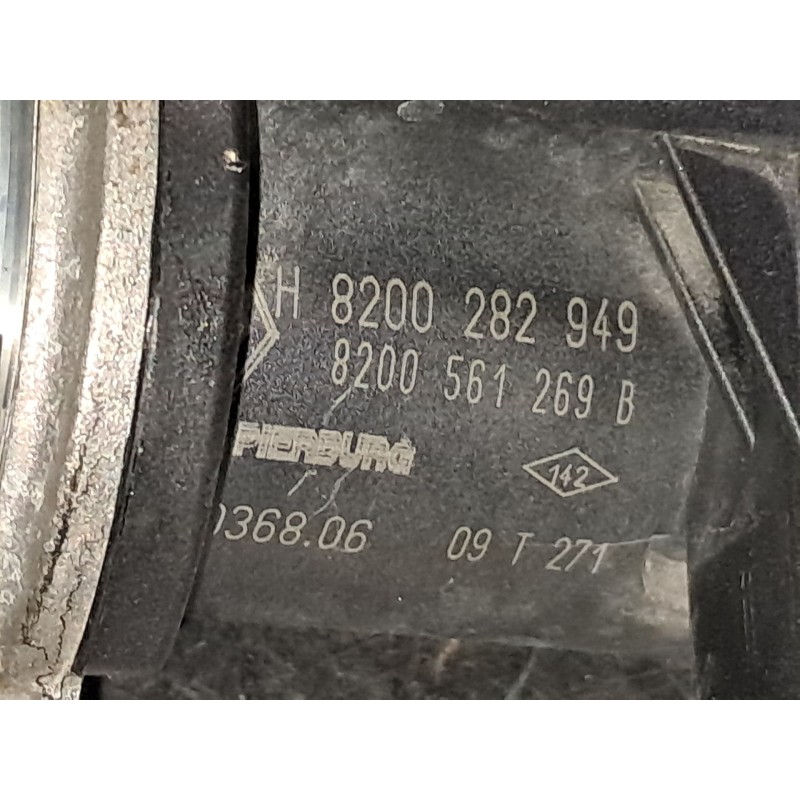 H 8200 282 949
8200 561 269 B
PIERBURG
142
0368.06 09 T 271